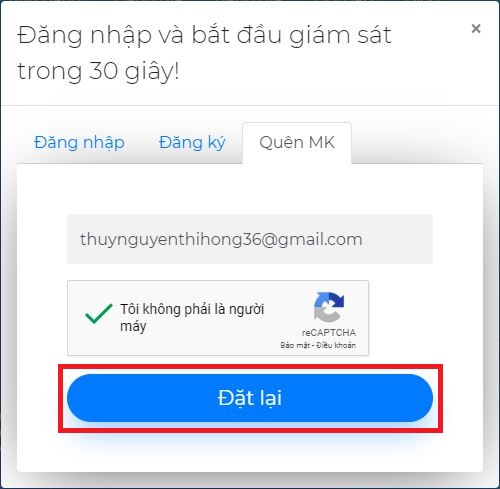 Đăng nhập và bắt đầu giám sát
trong 30 giây!
×
Đăng nhập Đăng ký Quên MK
thuynguyenthihong36@gmail.com
Tôi không phải là người
máy
reCAPTCHA
Bảo mật - Điều khoản
Đặt lại